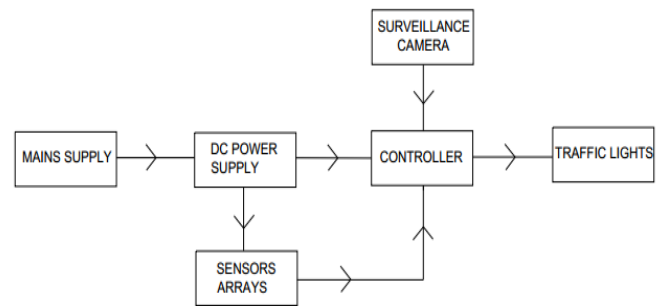 SURVEILLANCE
CAMERA
MAINS SUPPLY
DC POWER
SUPPLY
CONTROLLER
TRAFFIC LIGHTS
SENSORS
ARRAYS